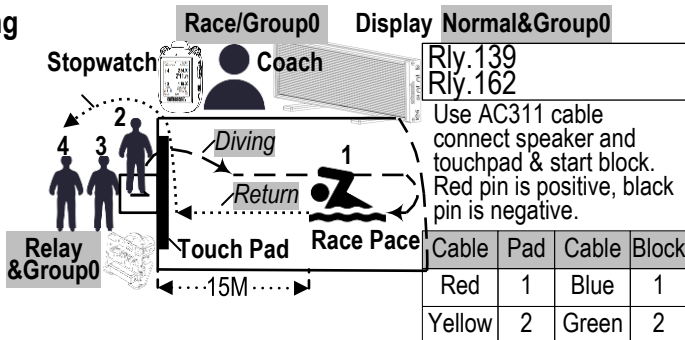 ng
Race/Group0
Display Normal&Group0
Stopwatch
Coach
Rly.139
Rly.162
Use AC311 cable
connect speaker and
touchpad & start block.
Red pin is positive, black
pin is negative.
2
4 3
Diving
1
Return
Relay
&Group0
Touch Pad
Race Pace
15M
Cable Pad Cable Block
Red 1 Blue 1
Yellow 2 Green 2